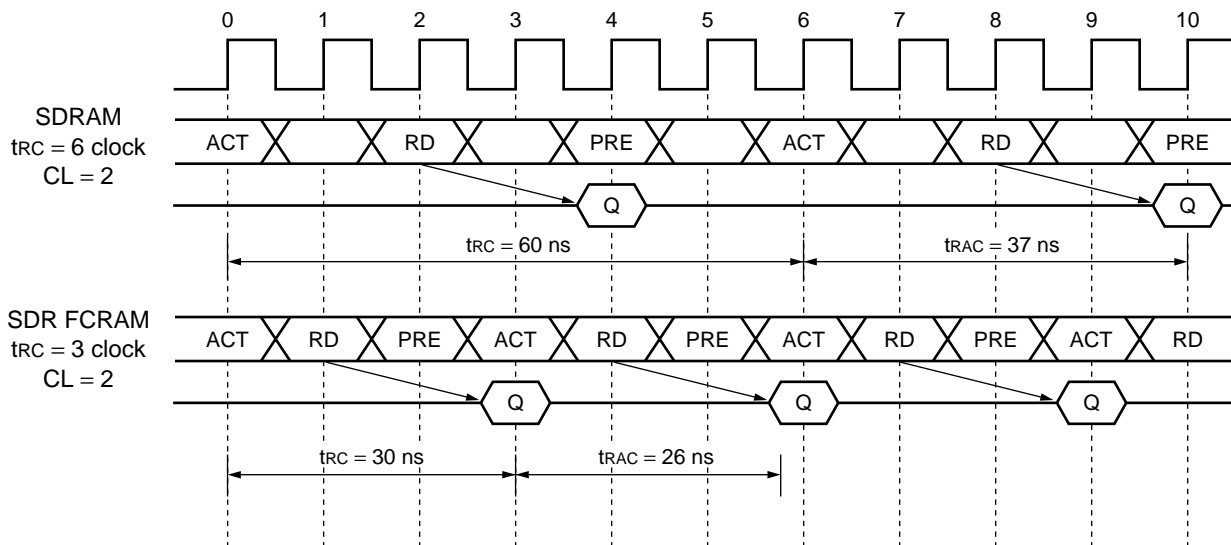 0 1 2 3 4 5 6 7 8 9 10
SDRAM
tRC = 6 clock
CL = 2
ACT RD PRE ACT RD PRE
Q Q
tRC = 60 ns tRAC = 37 ns
SDR FCRAM
tRC = 3 clock
CL = 2
ACT RD PRE ACT RD PRE ACT RD PRE ACT RD
Q Q Q
tRC = 30 ns tRAC = 26 ns